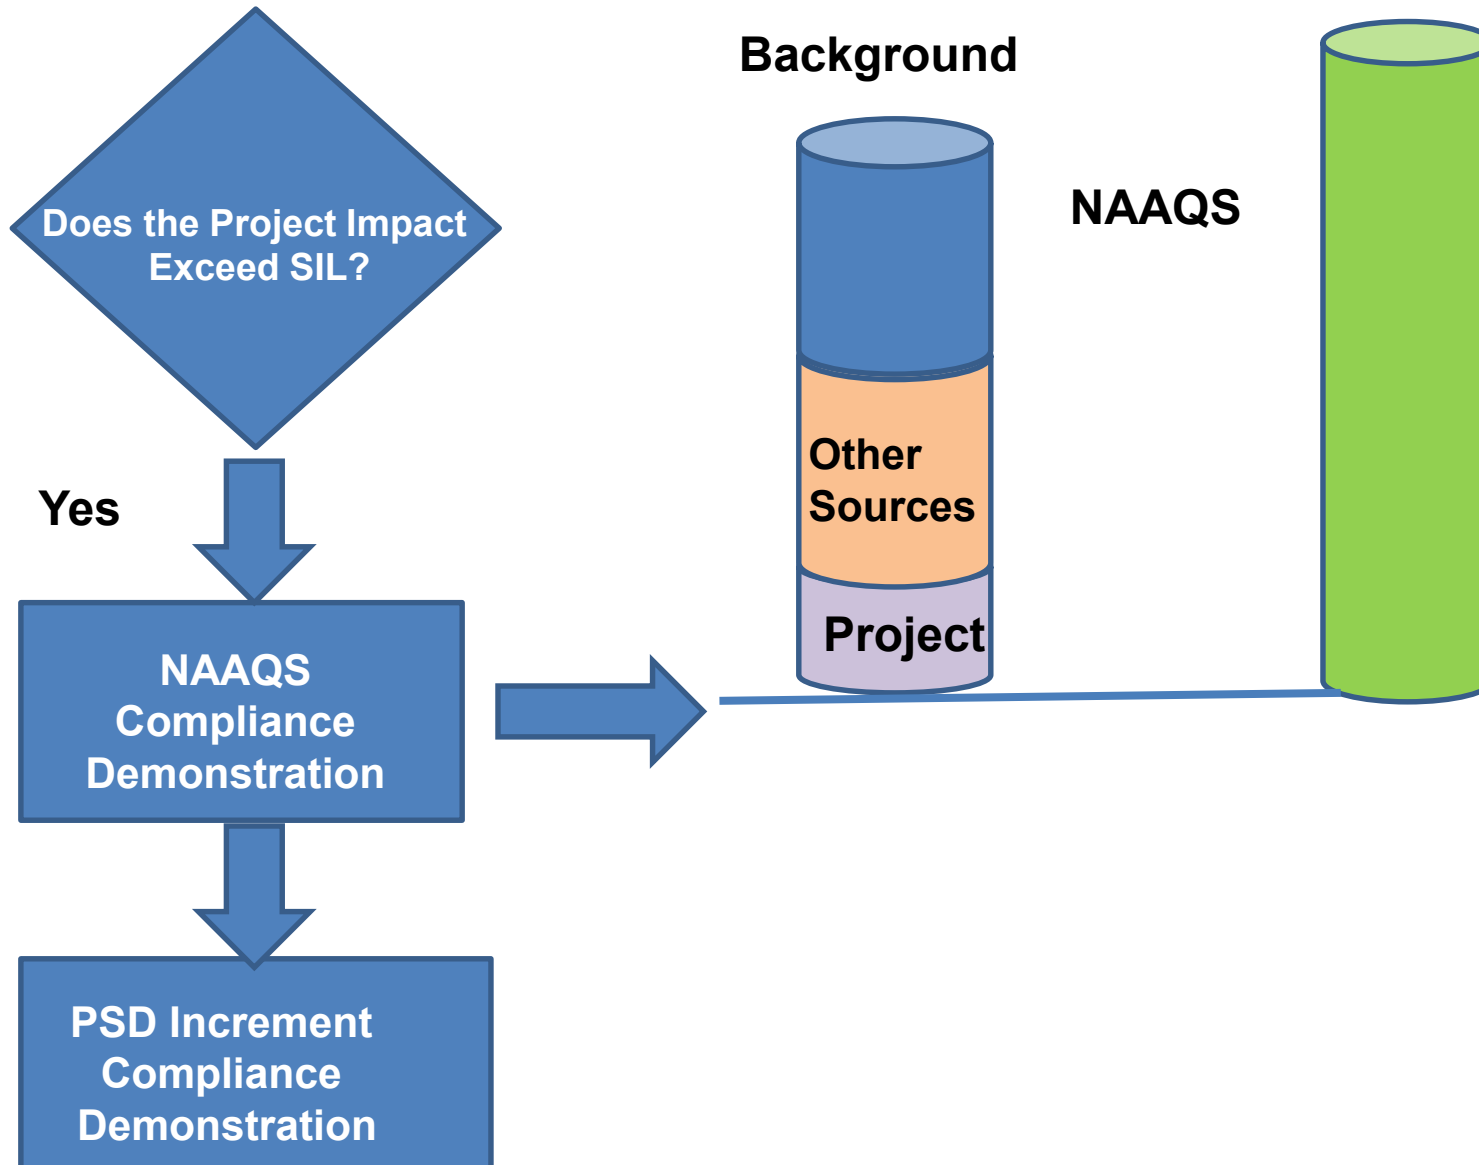 Does the Project Impact
Exceed SIL?
Yes
NAAQS
Compliance
Demonstration
PSD Increment
Compliance
Demonstration
Background
Other
Sources
Project
NAAQS